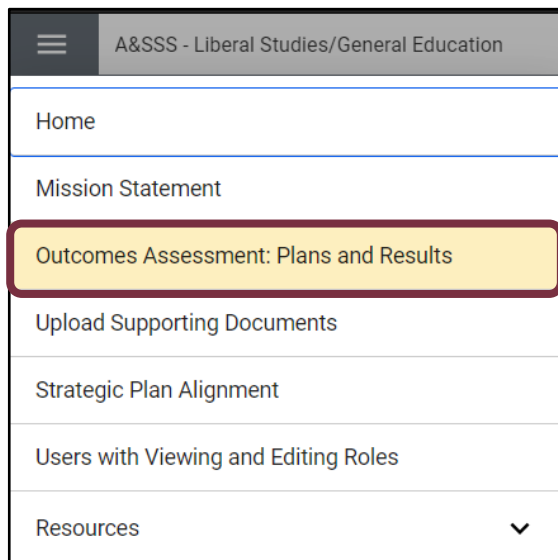 A&SSS - Liberal Studies/General Education
Home
Mission Statement
Outcomes Assessment: Plans and Results
Upload Supporting Documents
Strategic Plan Alignment
Users with Viewing and Editing Roles
Resources